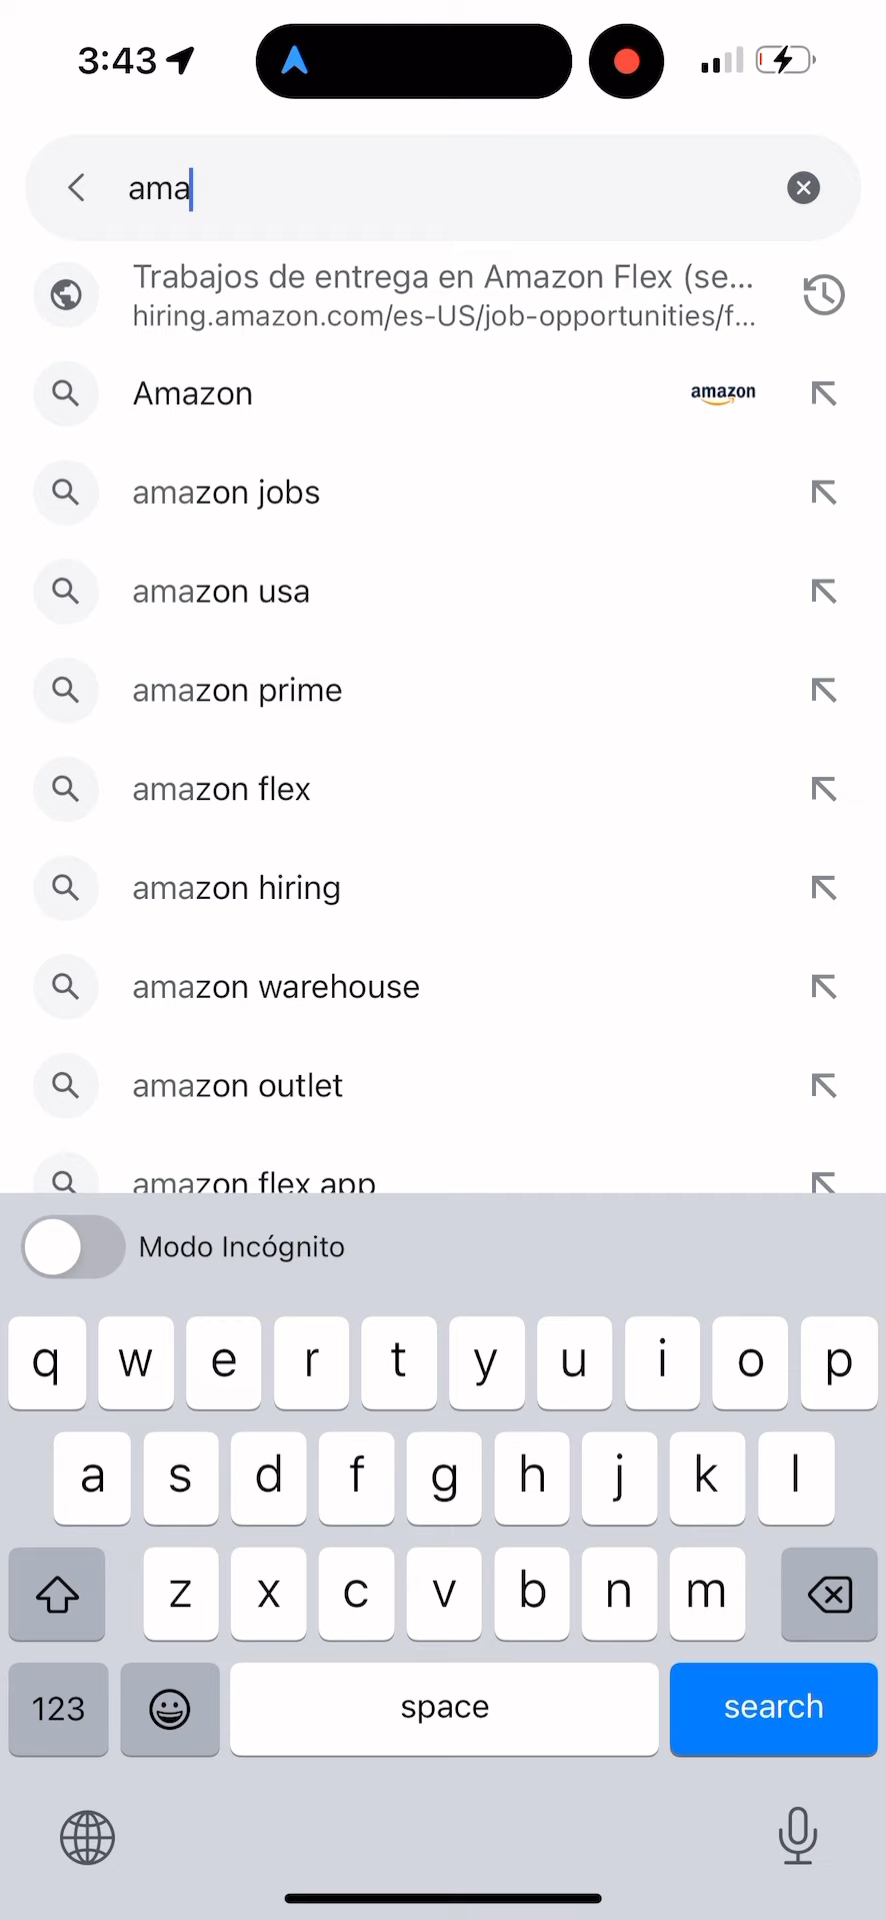 3:43
ama
Trabajos de entrega en Amazon Flex (se...
hiring.amazon.com/es-US/job-opportunities/f...
Amazon
amazon
amazon jobs
amazon usa
amazon prime
amazon flex
amazon hiring
amazon warehouse
amazon outlet
amazon flex app
Modo Incógnito
q w e r t y u i o p
a s d f g h j k l
z x c v b n m
123 space search